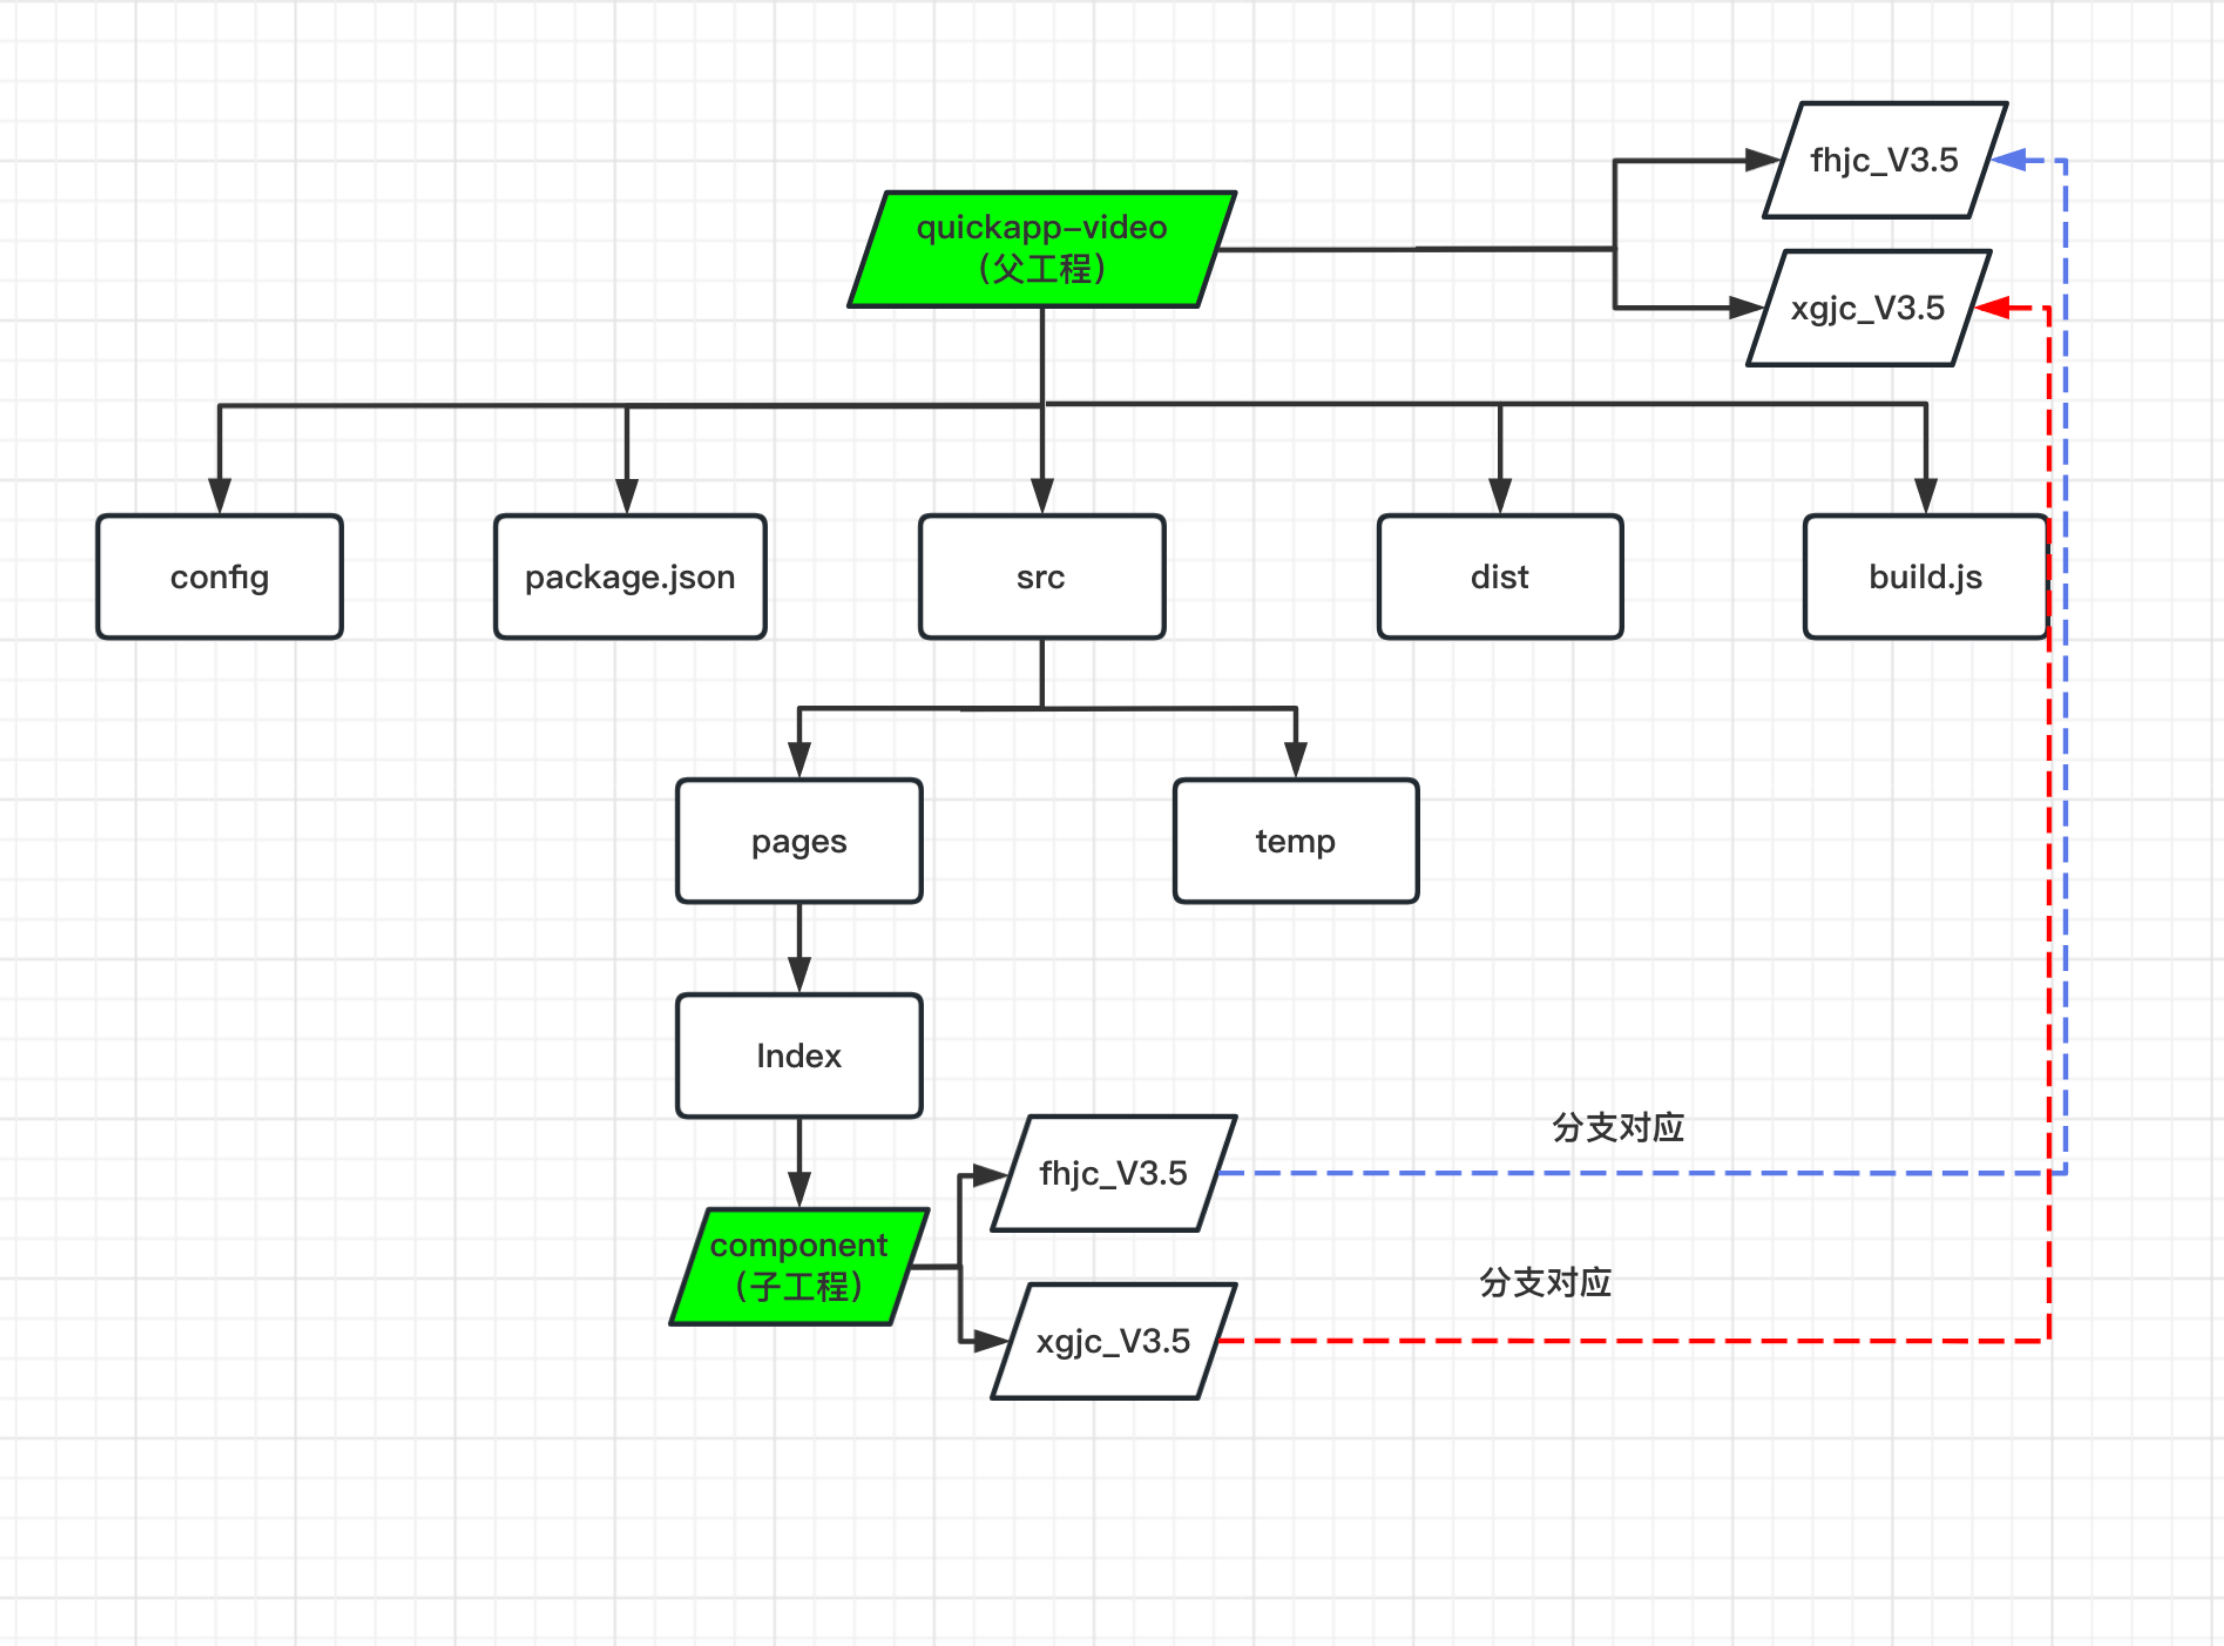 fhjc_V3.5
quickapp-video
(父工程)
xgjc_V3.5
config
package.json
src
dist
build.js
pages
temp
Index
分支对应
fhjc_V3.5
component
(子工程)
分支对应
xgjc_V3.5